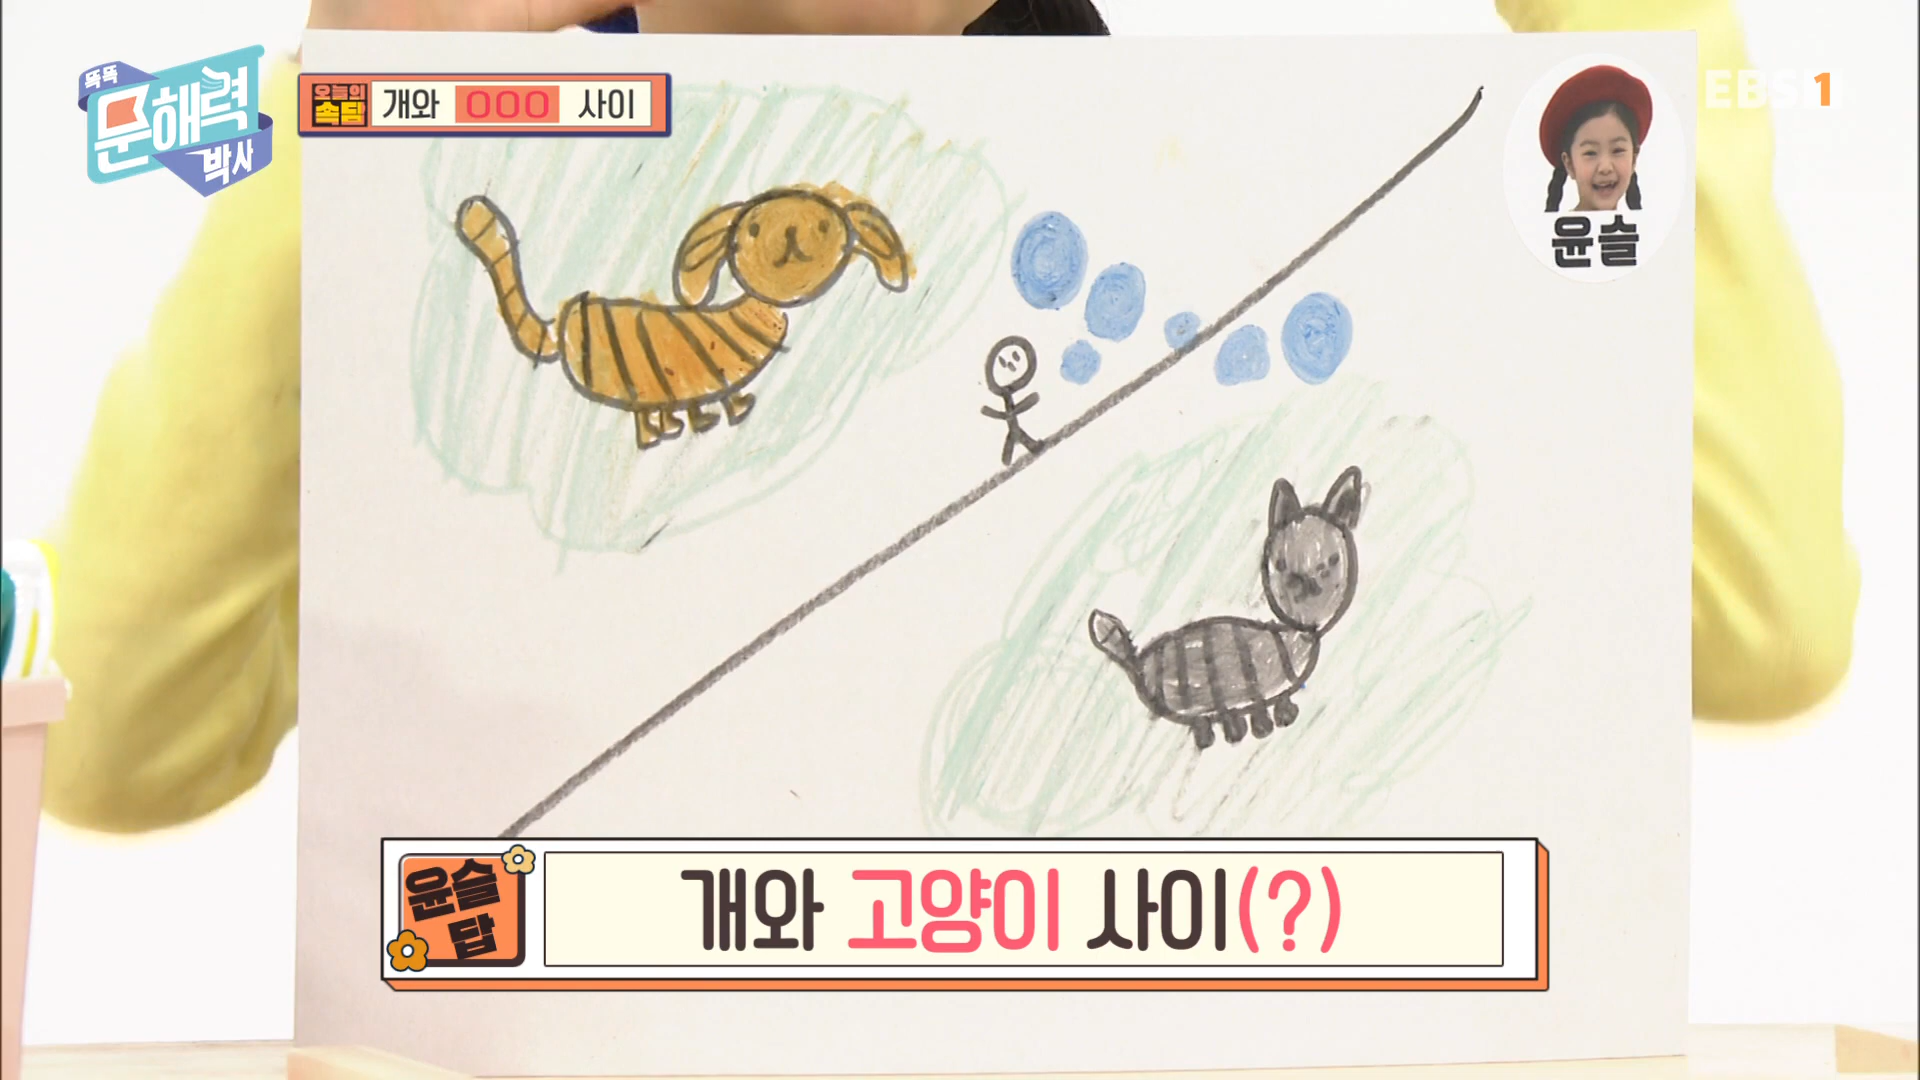 똑똑
문해력
박사
오늘의
속담
개와 OOO 사이
EBS 1
윤슬
윤슬
답
개와 고양이 사이(?)